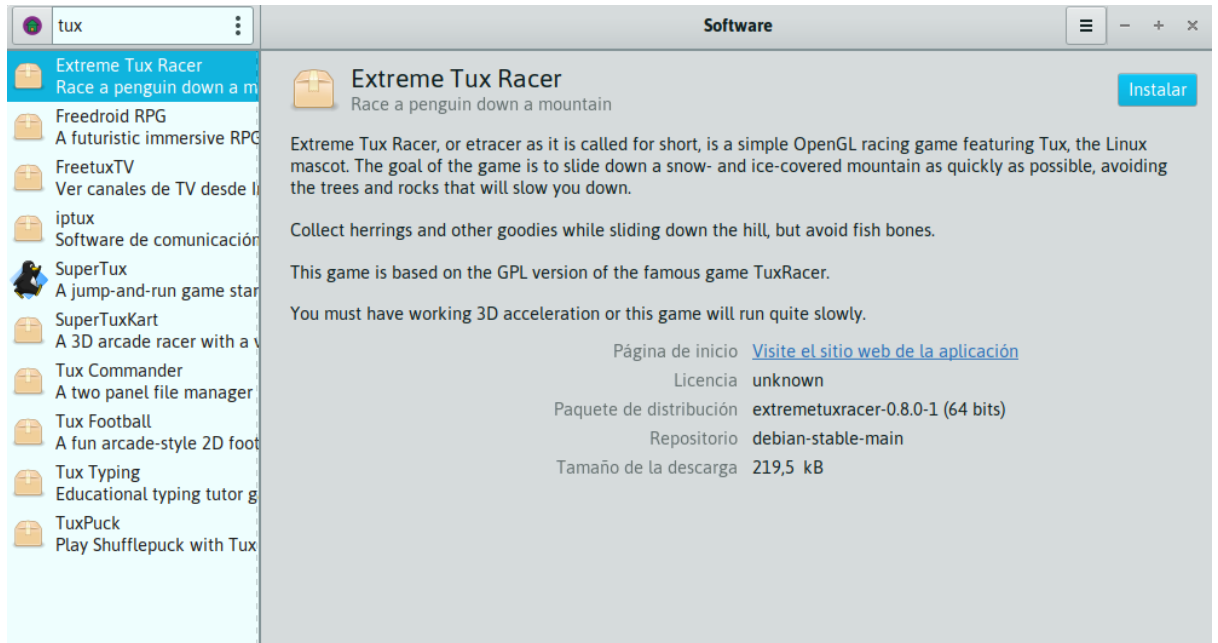 tux
Software
Extreme Tux Racer
Race a penguin down a m
Freedroid RPG
A futuristic immersive RPG
FreetuxTV
Ver canales de TV desde I
iptux
Software de comunicación
SuperTux
A jump-and-run game star
SuperTuxKart
A 3D arcade racer with a v
Tux Commander
A two panel file manager
Tux Football
A fun arcade-style 2D foot
Tux Typing
Educational typing tutor g
TuxPuck
Play Shufflepuck with Tux
Extreme Tux Racer
Race a penguin down a mountain
Instalar
Extreme Tux Racer, or etracer as it is called for short, is a simple OpenGL racing game featuring Tux, the Linux
mascot. The goal of the game is to slide down a snow- and ice-covered mountain as quickly as possible, avoiding
the trees and rocks that will slow you down.
Collect herrings and other goodies while sliding down the hill, but avoid fish bones.
This game is based on the GPL version of the famous game TuxRacer.
You must have working 3D acceleration or this game will run quite slowly.
Página de inicio Visite el sitio web de la aplicación
Licencia unknown
Paquete de distribución extremetuxracer-0.8.0-1 (64 bits)
Repositorio debian-stable-main
Tamaño de la descarga 219,5 kB